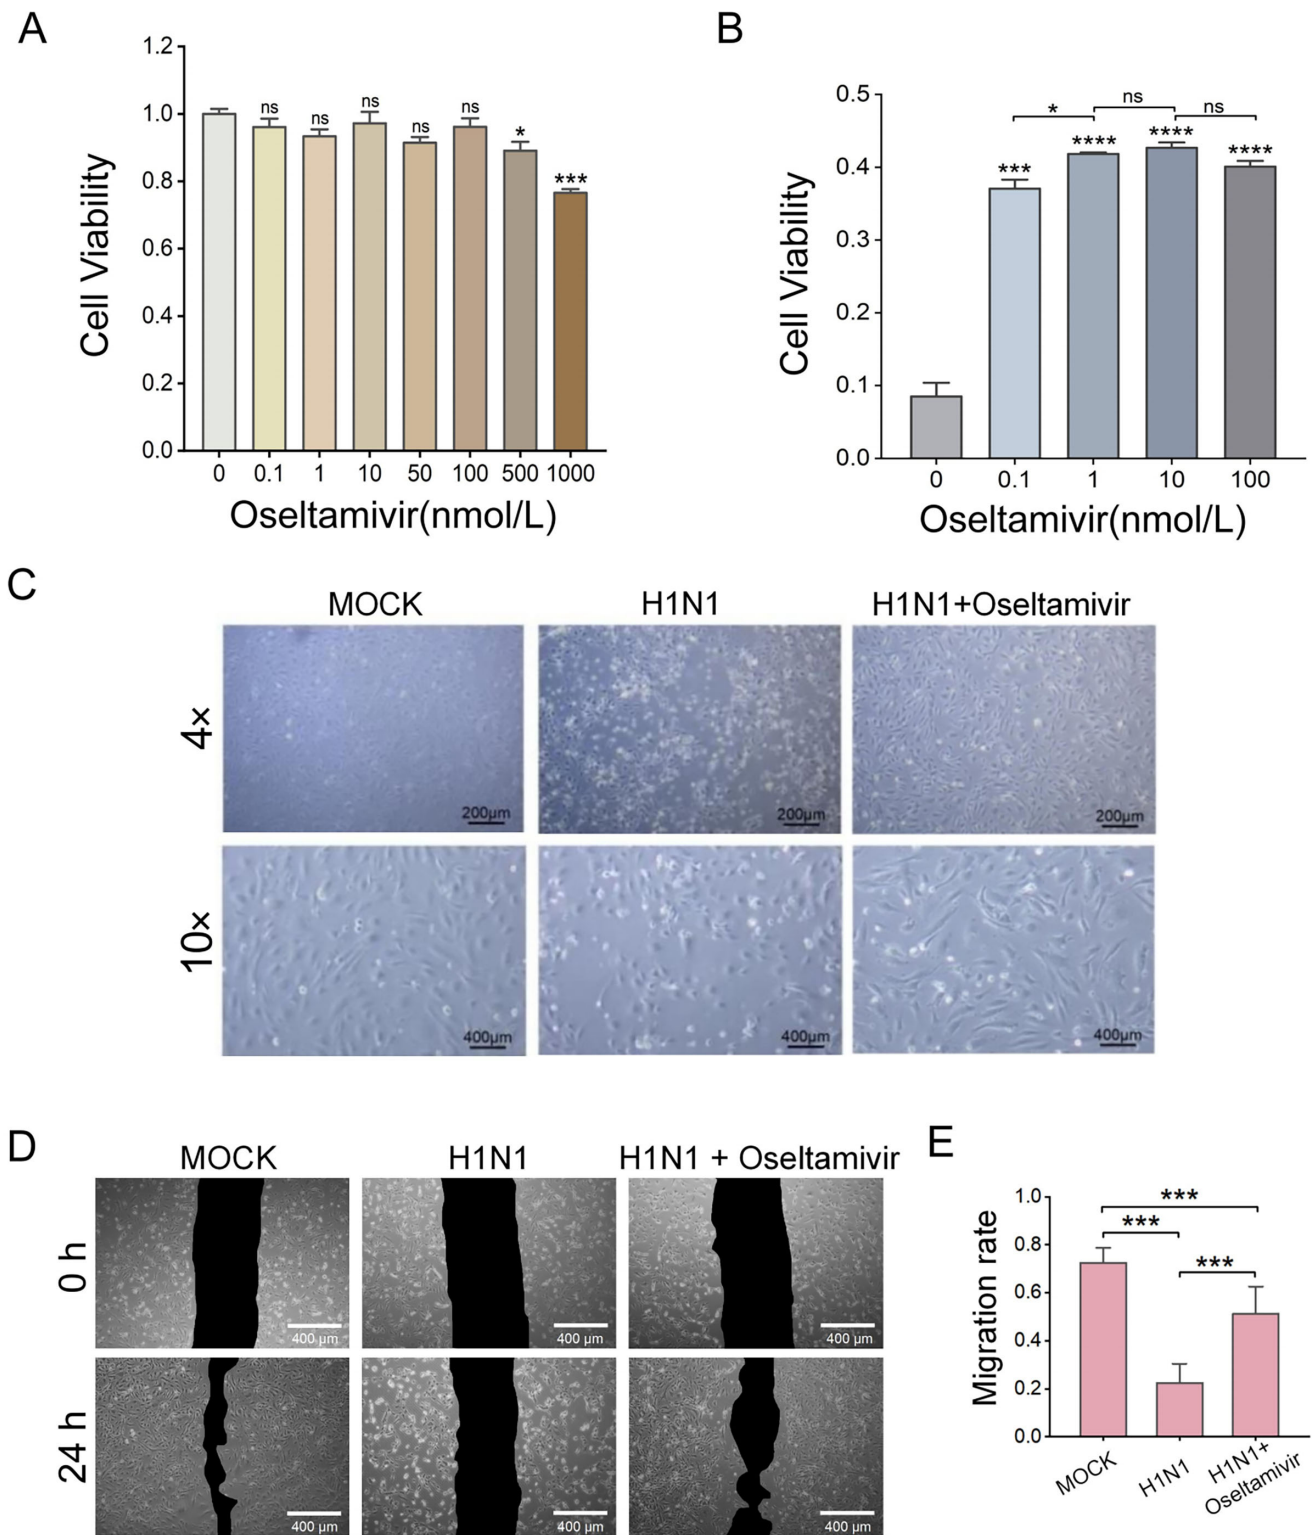 A
1.2
1.0
0.8
0.6
0.4
0.2
0.0
Cell Viability
ns
ns
ns
ns
ns
*
***
0 0.1 1 10 50 100 500 1000
Oseltamivir(nmol/L)
B
0.5
0.4
0.3
0.2
0.1
0.0
Cell Viability
* ns ns
*** **** **** ****
0 0.1 1 10 100
Oseltamivir(nmol/L)
C
MOCK H1N1 H1N1+Oseltamivir
4×
200μm 200μm 200μm
10×
400μm 400μm 400μm
D
MOCK H1N1 H1N1 + Oseltamivir
0 h
400 μm 400 μm 400 μm
24 h
400 μm 400 μm 400 μm
E
1.0
0.8
0.6
0.4
0.2
0.0
Migration rate
***
***
***
MOCK
H1N1
H1N1+
Oseltamivir